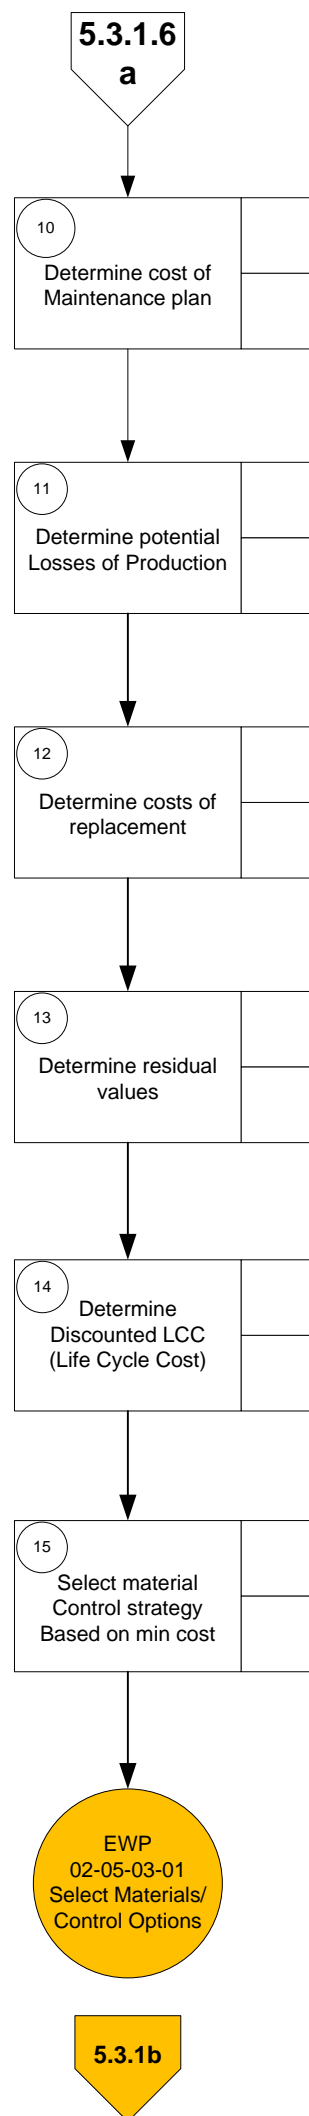 5.3.1.6
a
10
Determine cost of
Maintenance plan
11
Determine potential
Losses of Production
12
Determine costs of
replacement
13
Determine residual
values
14
Determine
Discounted LCC
(Life Cycle Cost)
15
Select material
Control strategy
Based on min cost
EWP
02-05-03-01
Select Materials/
Control Options
5.3.1b